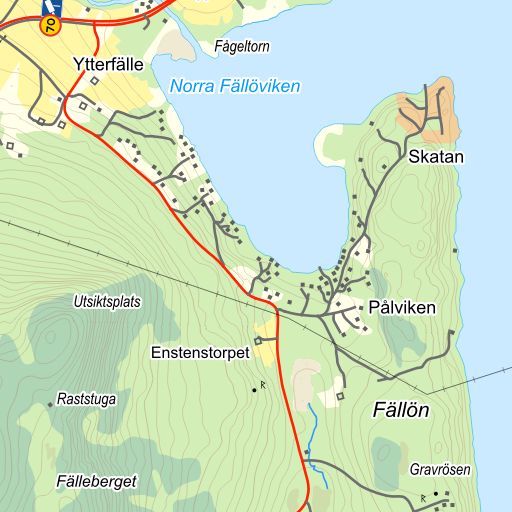 70
Fågeltorn
Ytterfälle
Norra Fällöviken
Skatan
Utsiktsplats
Pålviken
Enstenstorpet
R
Raststuga
Fällön
Gravrösen
Fälleberget
R